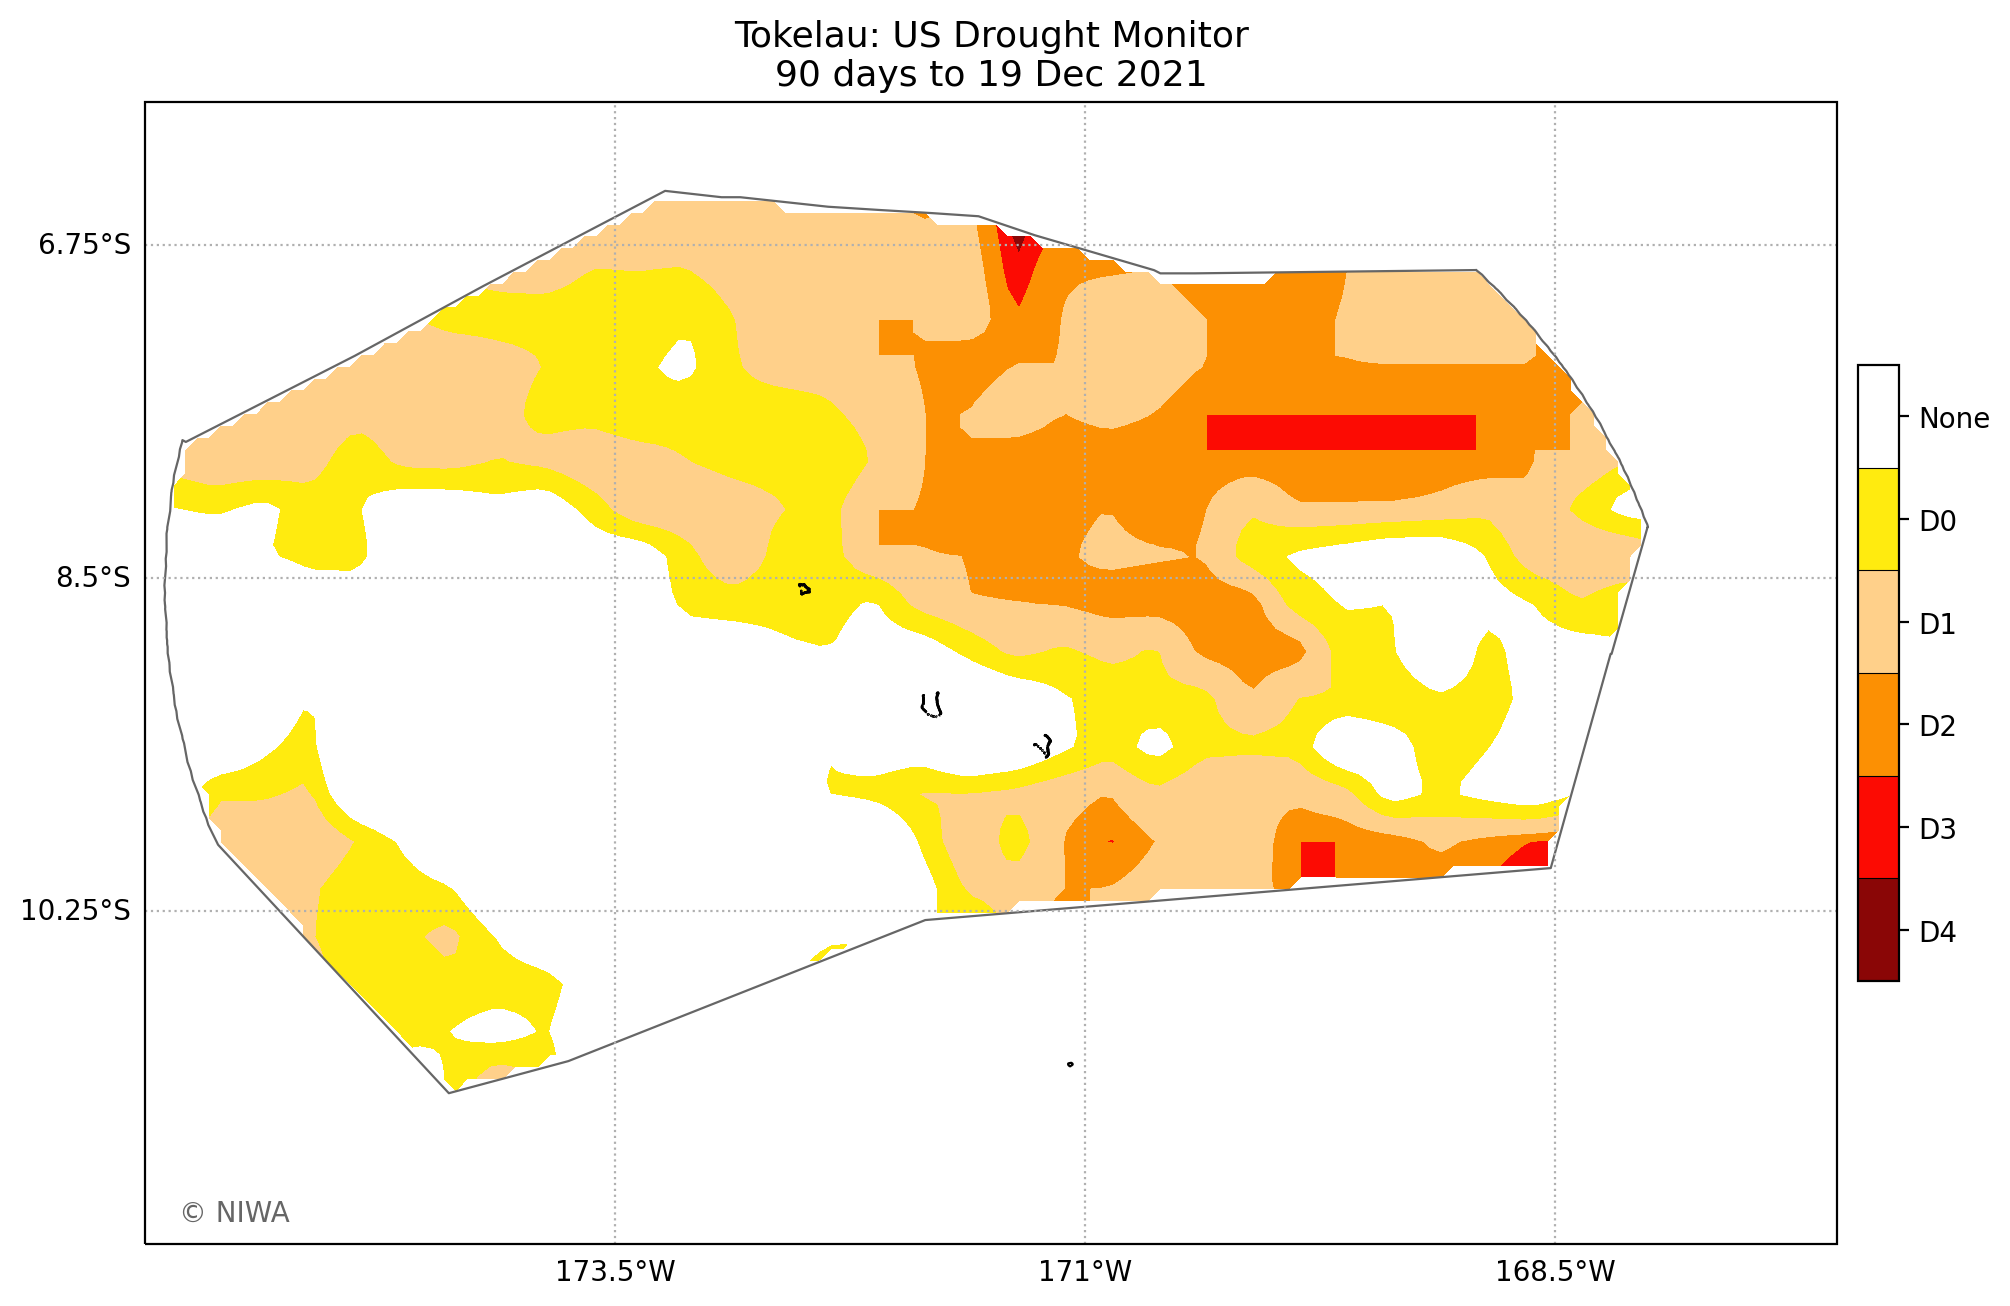 Tokelau: US Drought Monitor
90 days to 19 Dec 2021
6.75°S
8.5°S
10.25°S
173.5°W
171°W
168.5°W
None
D0
D1
D2
D3
D4
© NIWA